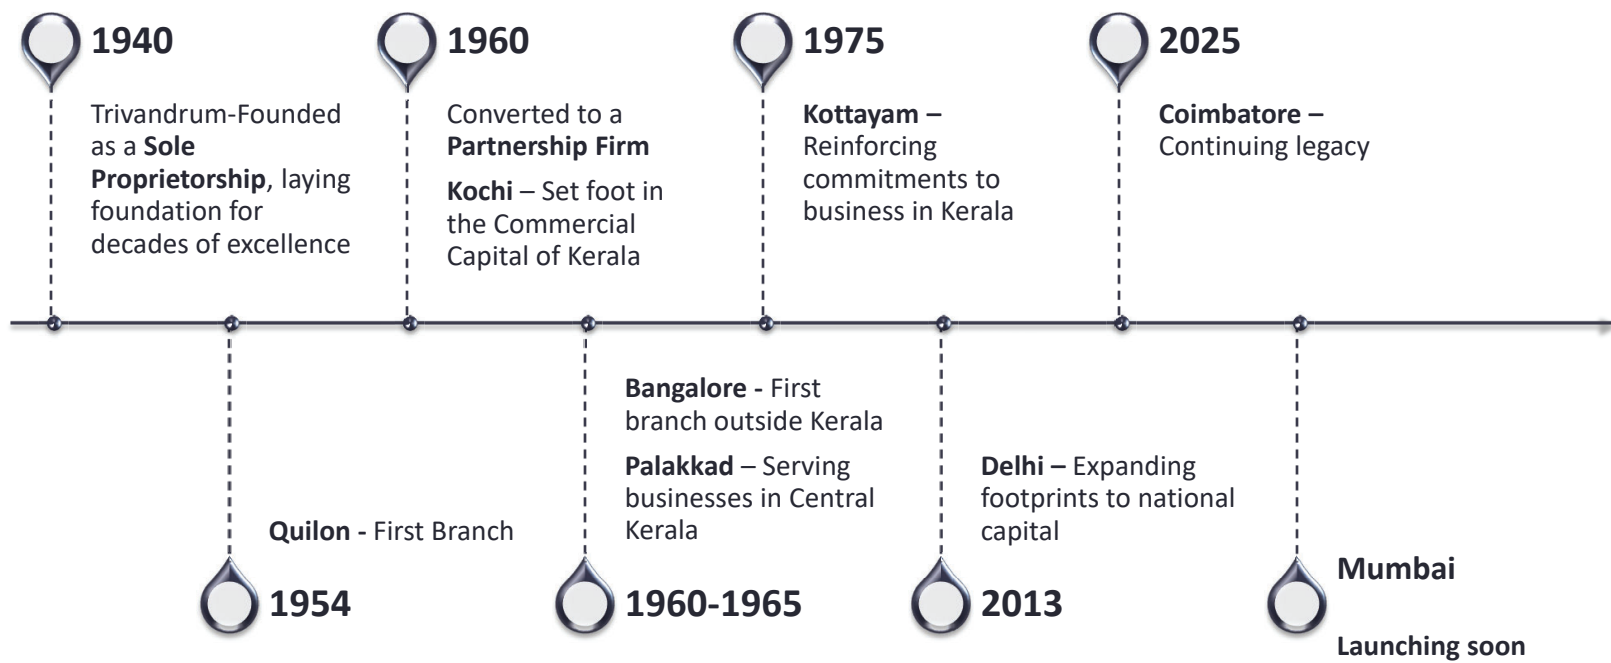 1940
Trivandrum-Founded
as a Sole
Proprietorship, laying
foundation for
decades of excellence
1960
Converted to a
Partnership Firm
Kochi – Set foot in
the Commercial
Capital of Kerala
1975
Kottayam –
Reinforcing
commitments to
business in Kerala
2025
Coimbatore –
Continuing legacy
Quilon - First Branch
1954
Bangalore - First
branch outside Kerala
Palakkad – Serving
businesses in Central
Kerala
1960-1965
Delhi – Expanding
footprints to national
capital
2013
Mumbai
Launching soon